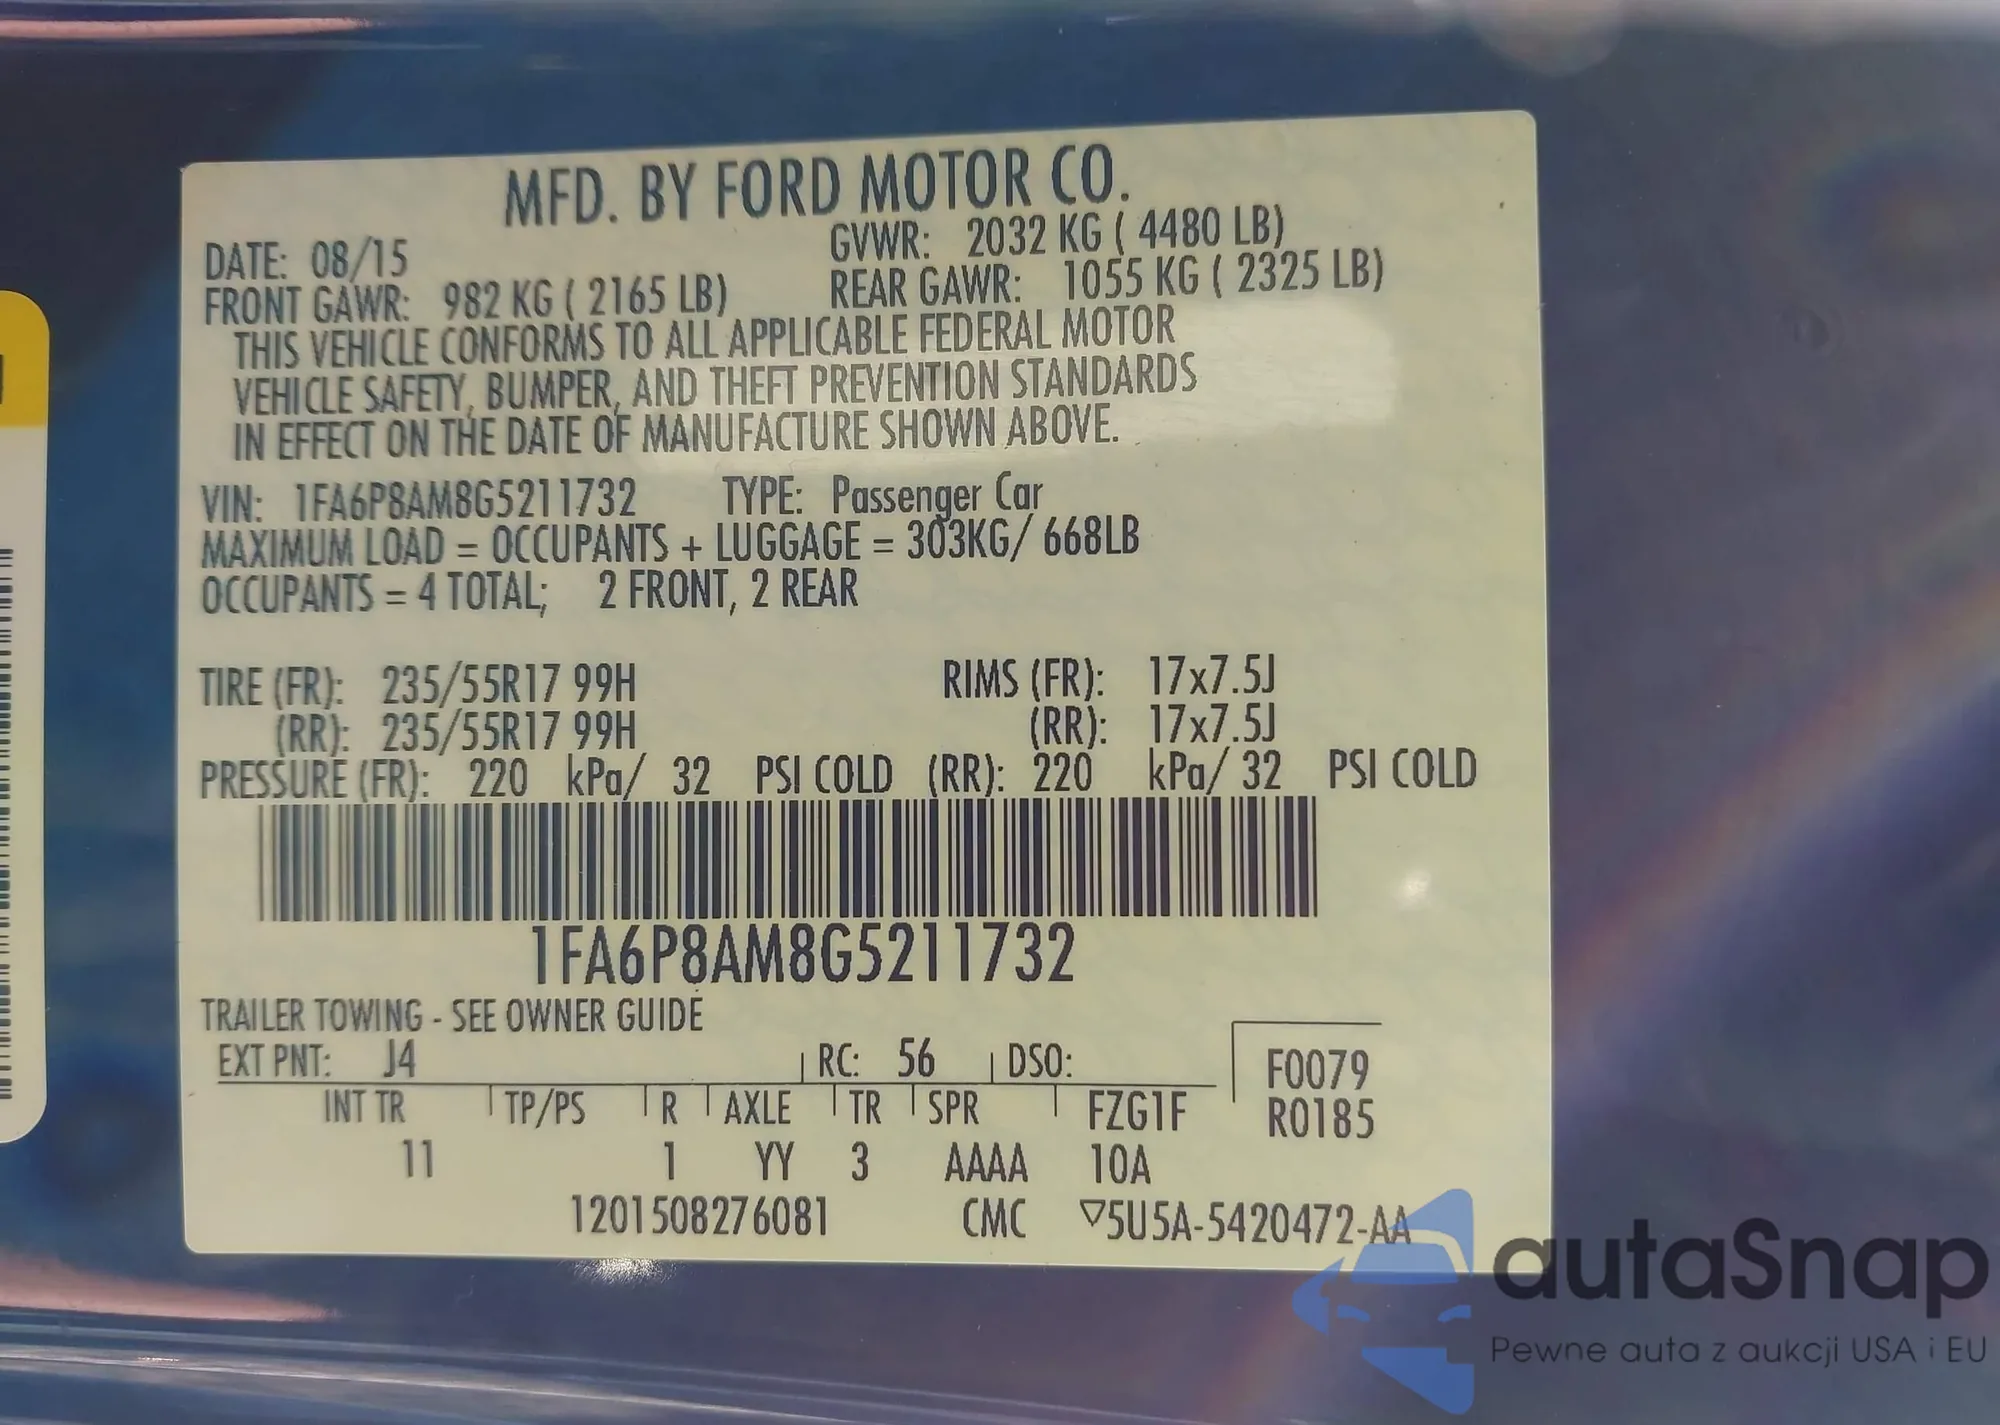 MFD. BY FORD MOTOR CO.
DATE: 08/15 GVWR: 2032 KG ( 4480 LB)
FRONT GAWR: 982 KG ( 2165 LB) REAR GAWR: 1055 KG ( 2325 LB)
THIS VEHICLE CONFORMS TO ALL APPLICABLE FEDERAL MOTOR
VEHICLE SAFETY, BUMPER, AND THEFT PREVENTION STANDARDS
IN EFFECT ON THE DATE OF MANUFACTURE SHOWN ABOVE.
VIN: 1FA6P8AM8G5211732 TYPE: Passenger Car
MAXIMUM LOAD = OCCUPANTS + LUGGAGE = 303KG/ 668LB
OCCUPANTS = 4 TOTAL; 2 FRONT, 2 REAR
TIRE (FR): 235/55R17 99H RIMS (FR): 17x7.5J
(RR): 235/55R17 99H (RR): 17x7.5J
PRESSURE (FR): 220 kPa/ 32 PSI COLD (RR): 220 kPa/ 32 PSI COLD
1FA6P8AM8G5211732
TRAILER TOWING - SEE OWNER GUIDE
EXT PNT: J4 RC: 56 DSO: F0079
INT TR TP/PS R AXLE TR SPR FZG1F R0185
11 1 YY 3 AAAA 10A
1201508276081 CMC ▽5U5A-5420472-AA
autaSnap
Pewne auta z aukcji USA i EU